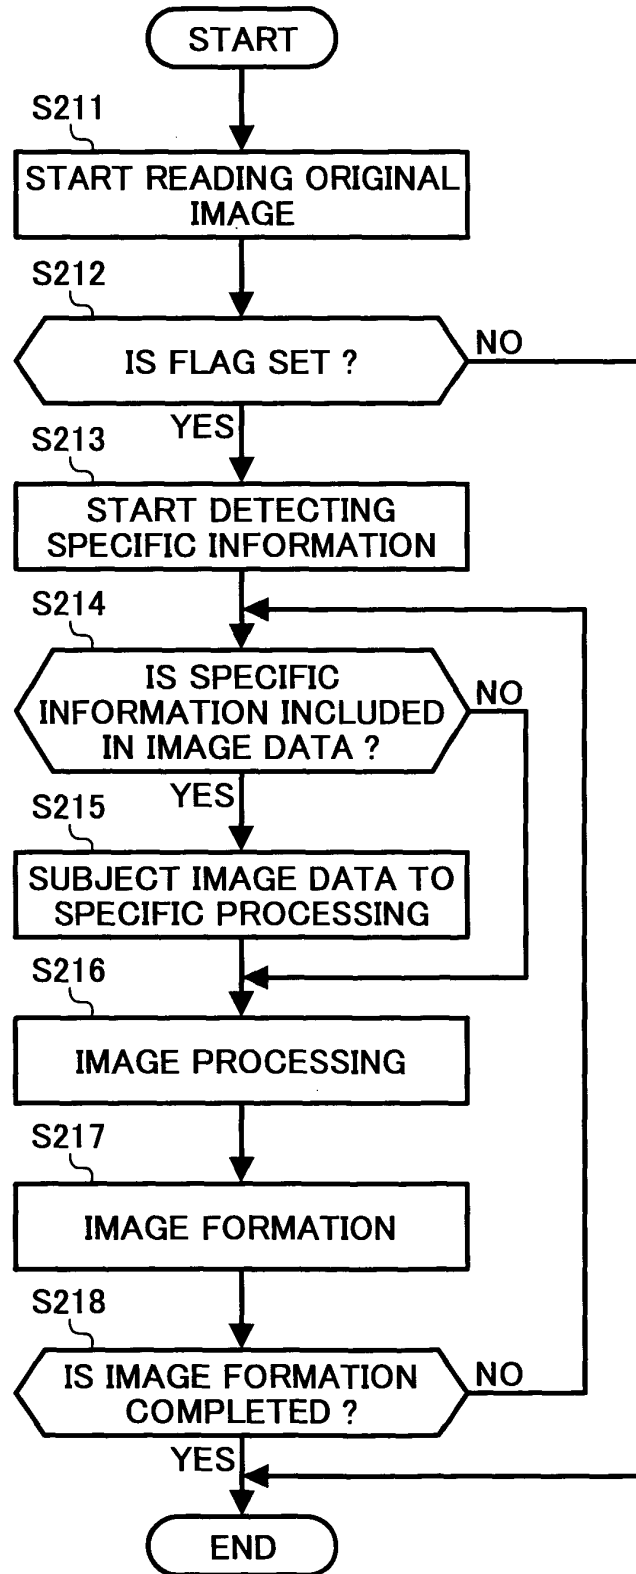 START
S211
START READING ORIGINAL
IMAGE
S212
IS FLAG SET ?
NO
YES
S213
START DETECTING
SPECIFIC INFORMATION
S214
IS SPECIFIC
INFORMATION INCLUDED
IN IMAGE DATA ?
NO
YES
S215
SUBJECT IMAGE DATA TO
SPECIFIC PROCESSING
S216
IMAGE PROCESSING
S217
IMAGE FORMATION
S218
IS IMAGE FORMATION
COMPLETED ?
NO
YES
END